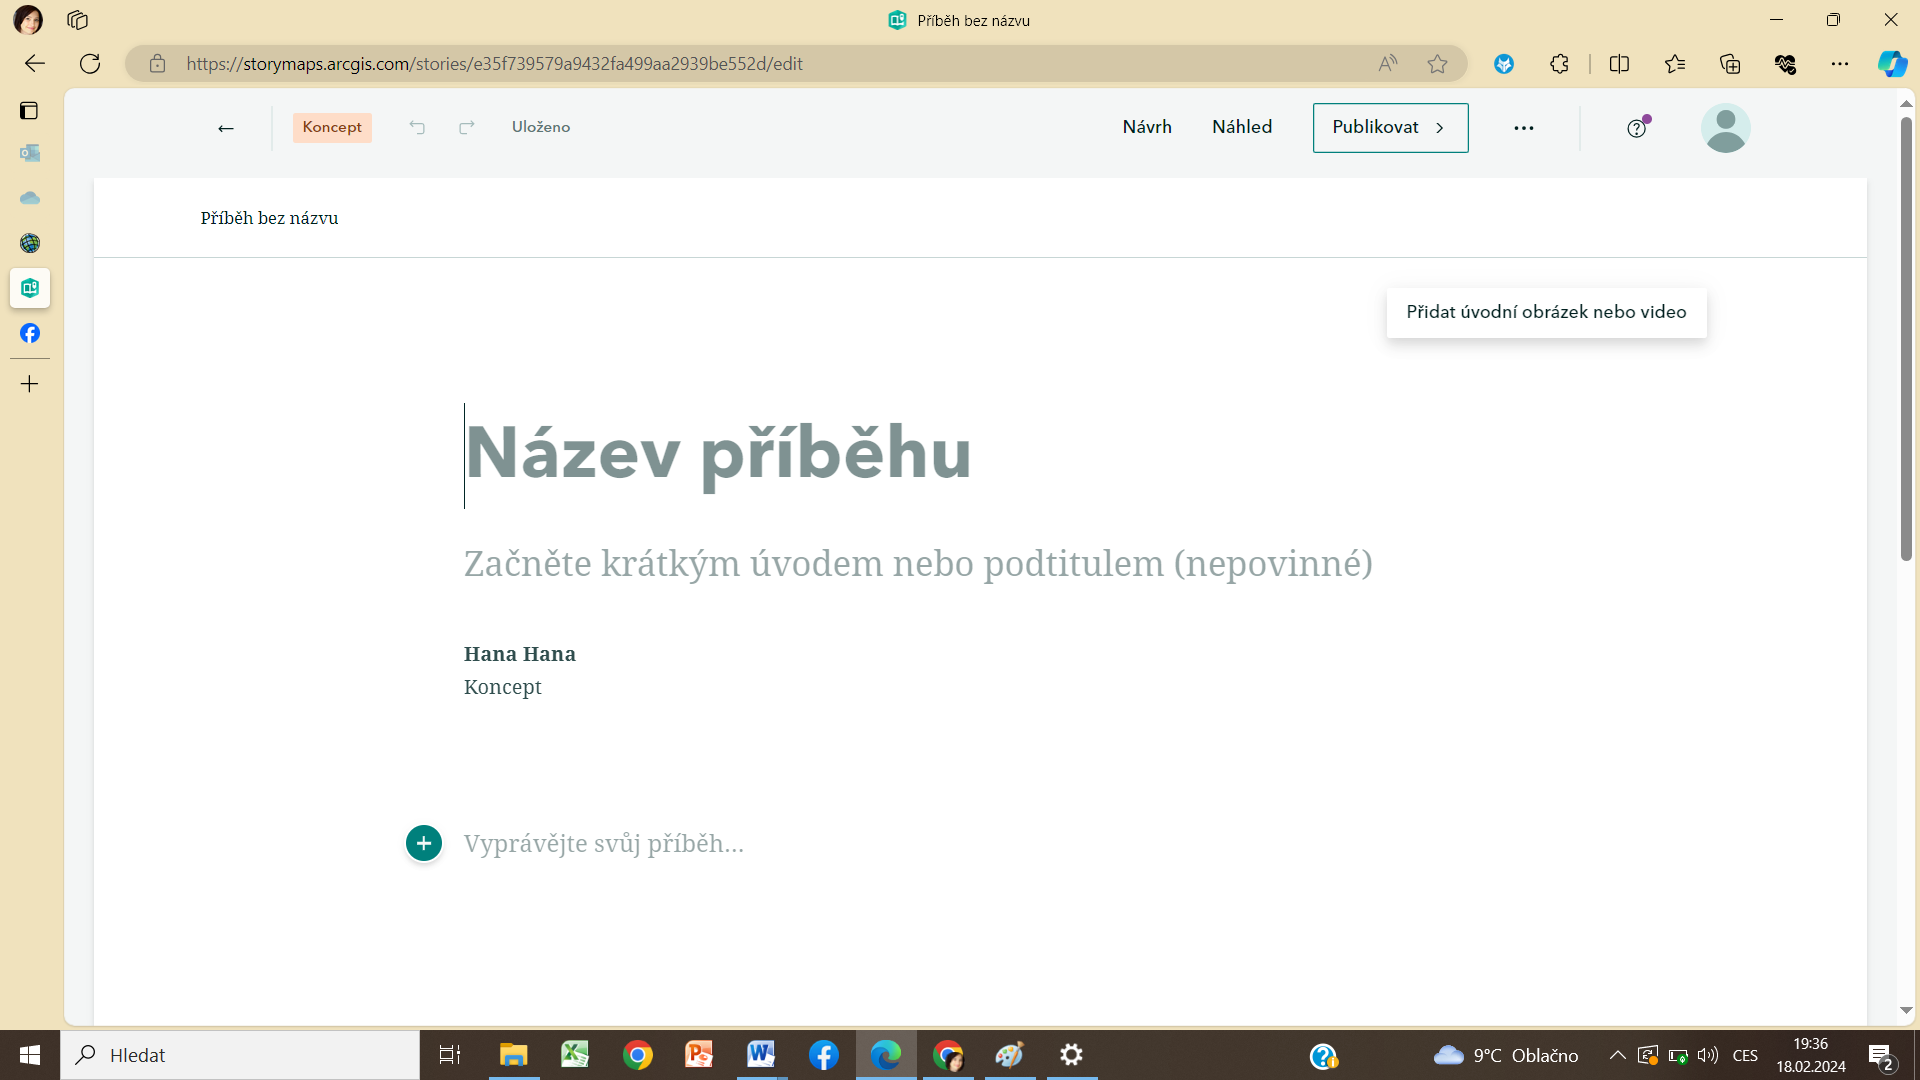 Příběh bez názvu
https://storymaps.arcgis.com/stories/e35f739579a9432fa499aa2939be552d/edit
Koncept
Uloženo
Návrh
Náhled
Publikovat
Příběh bez názvu
Přidat úvodní obrázek nebo video
Název příběhu
Začněte krátkým úvodem nebo podtitulem (nepovinné)
Hana Hana
Koncept
Vyprávějte svůj příběh...
Hledat
9°C Oblačno
CES
19:36
18.02.2024
2